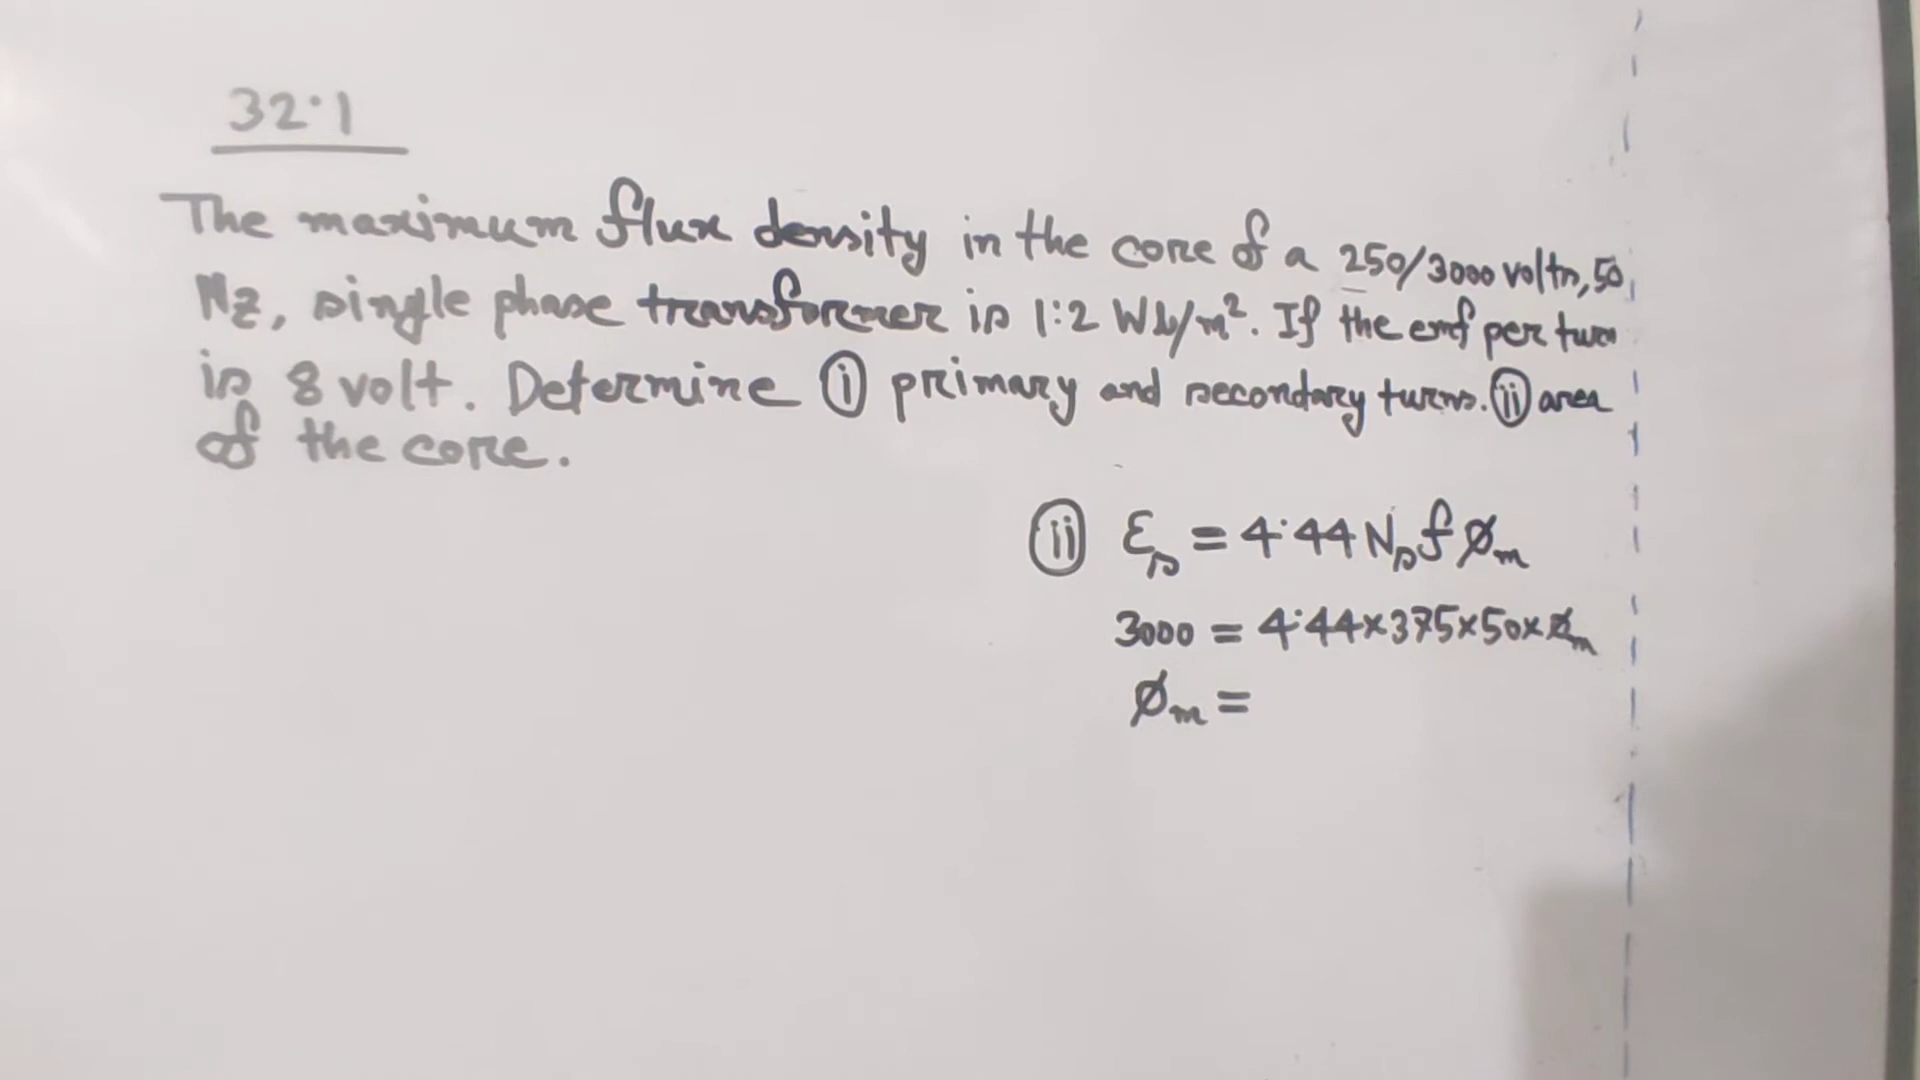 32.1
The maximum flux density in the core of a 250/3000 volts, 50
Hz, single phase transformer is 1:2 Wb/m². If the emf per turn
is 8 volt. Determine (i) primary and secondary turns. (ii) area
of the core.
(ii) Es = 4.44 Ns f Øm
3000 = 4.44×375×50×Øm
Øm =